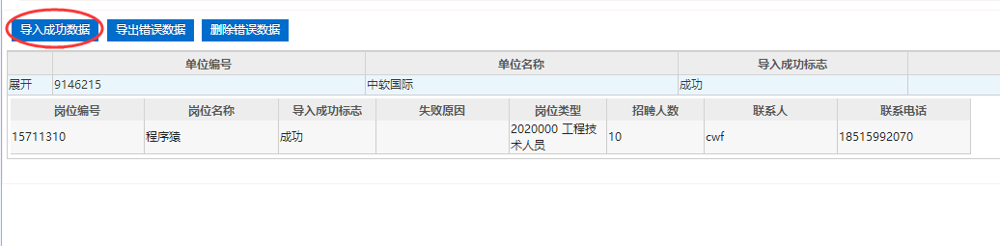 导入成功数据 导出错误数据 删除错误数据
单位编号 单位名称 导入成功标志
展开 9146215 中软国际 成功
岗位编号 岗位名称 导入成功标志 失败原因 岗位类型 招聘人数 联系人 联系电话
15711310 程序猿 成功 2020000 工程技术人员 10 cwf 18515992070